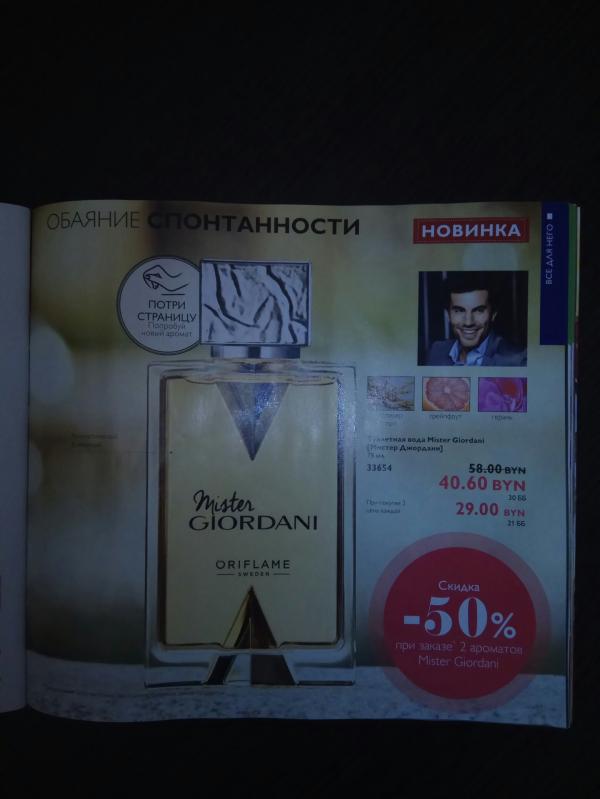 ОБАЯНИЕ СПОНТАННОСТИ
НОВИНКА
ВСЕ ДЛЯ НЕГО
ПОТРИ
СТРАНИЦУ
Попробуй
новый аромат
грейпфрут
герань
Туалетная вода Mister Giordani
[Мистер Джордани]
75 мл.
33654
58.00 BYN
40.60 BYN
30 ББ
При покупке 2
цена каждой
29.00 BYN
21 ББ
Mister
GIORDANI
ORIFLAME
SWEDEN
Скидка
-50%
при заказе* 2 ароматов
Mister Giordani